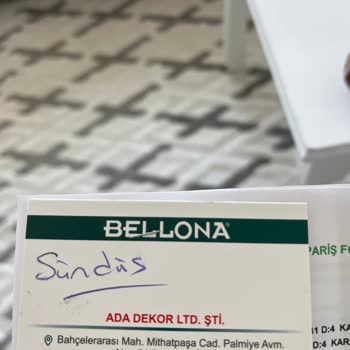 BELLONA®
Sündüs
ADA DEKOR LTD. ŞTİ.
Bahçelerarası Mah. Mithatpaşa Cad. Palmiye Avm.
PARİŞ F
D:4 KA
D:4 KAR